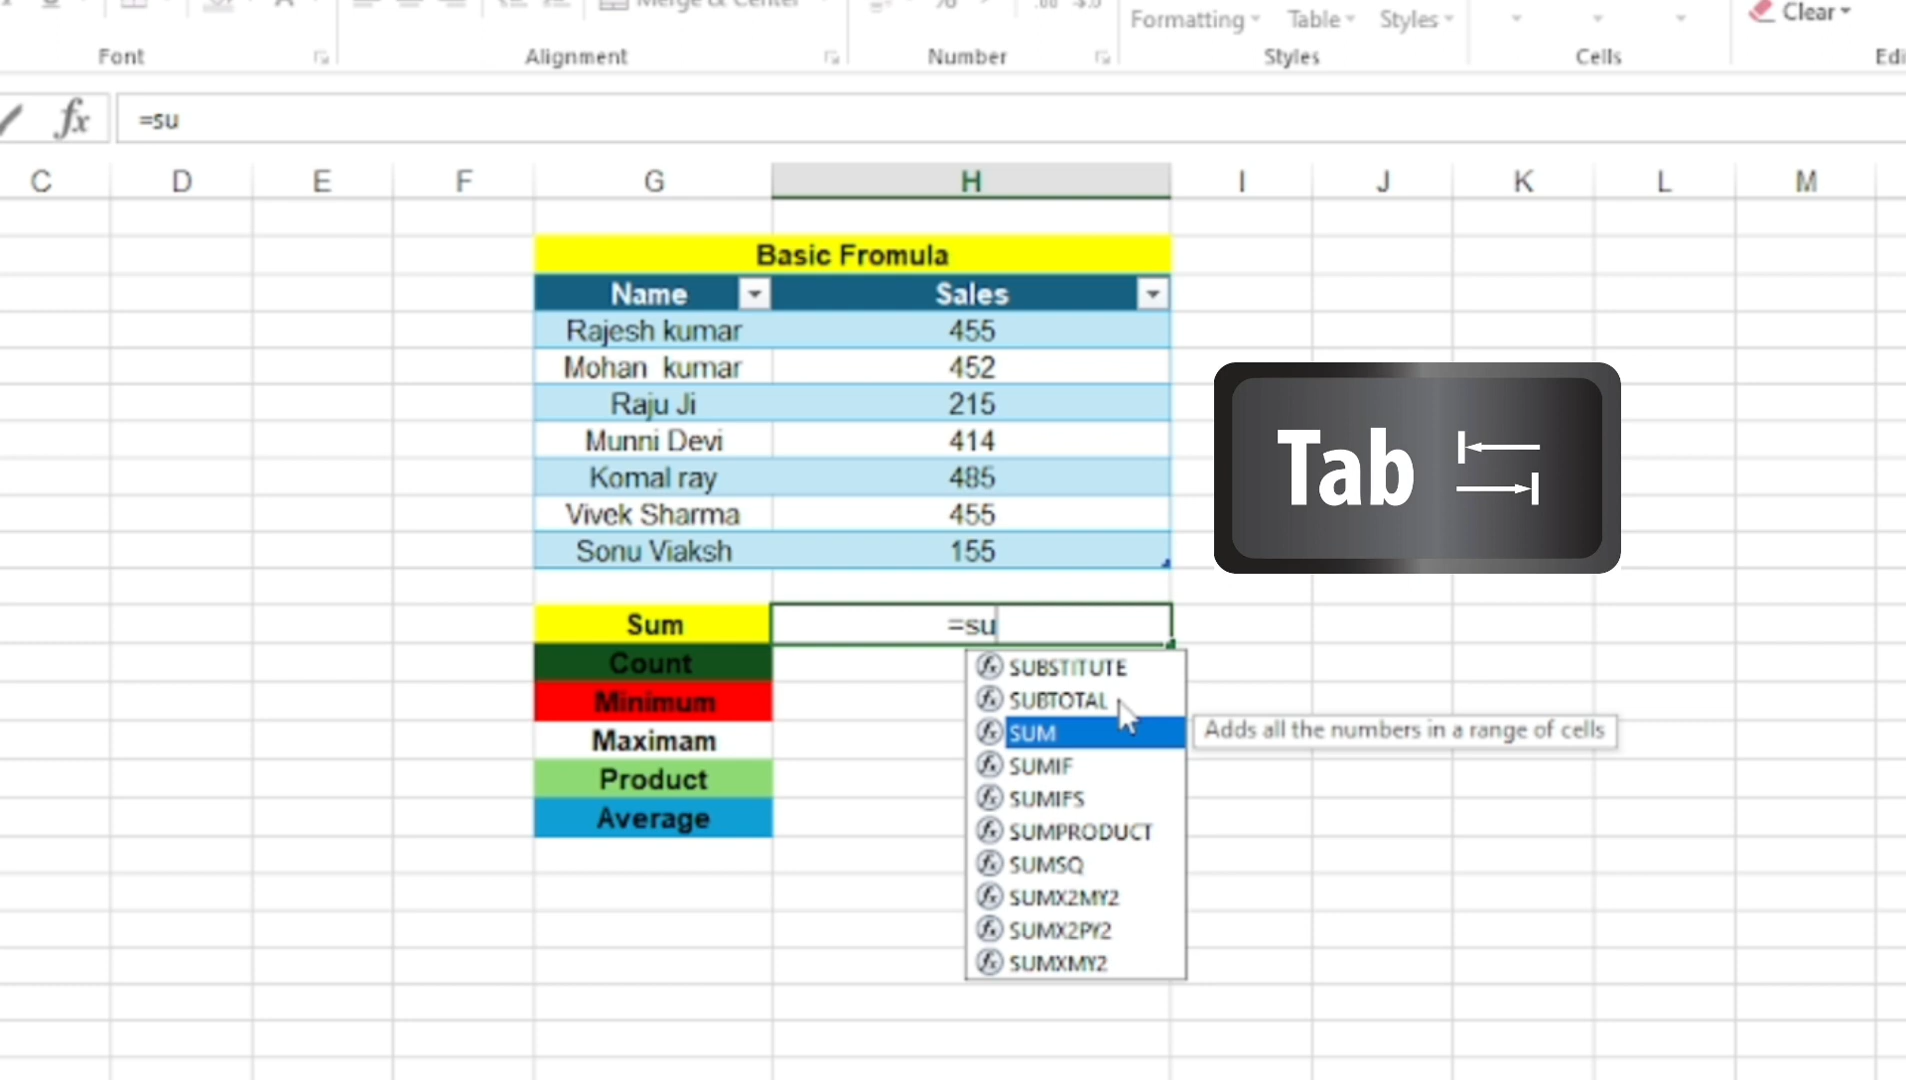 Merge & Center
Formatting Table Styles Clear
Font Alignment Number Styles Cells Edi
fx =su
C D E F G H I J K L M
Basic Fromula
Name Sales
Rajesh kumar 455
Mohan kumar 452
Raju Ji 215
Munni Devi 414
Komal ray 485
Vivek Sharma 455
Sonu Viaksh 155
Tab
Sum =su
Count
Minimum
Maximam
Product
Average
SUBSTITUTE
SUBTOTAL
SUM Adds all the numbers in a range of cells
SUMIF
SUMIFS
SUMPRODUCT
SUMSQ
SUMX2MY2
SUMX2PY2
SUMXMY2